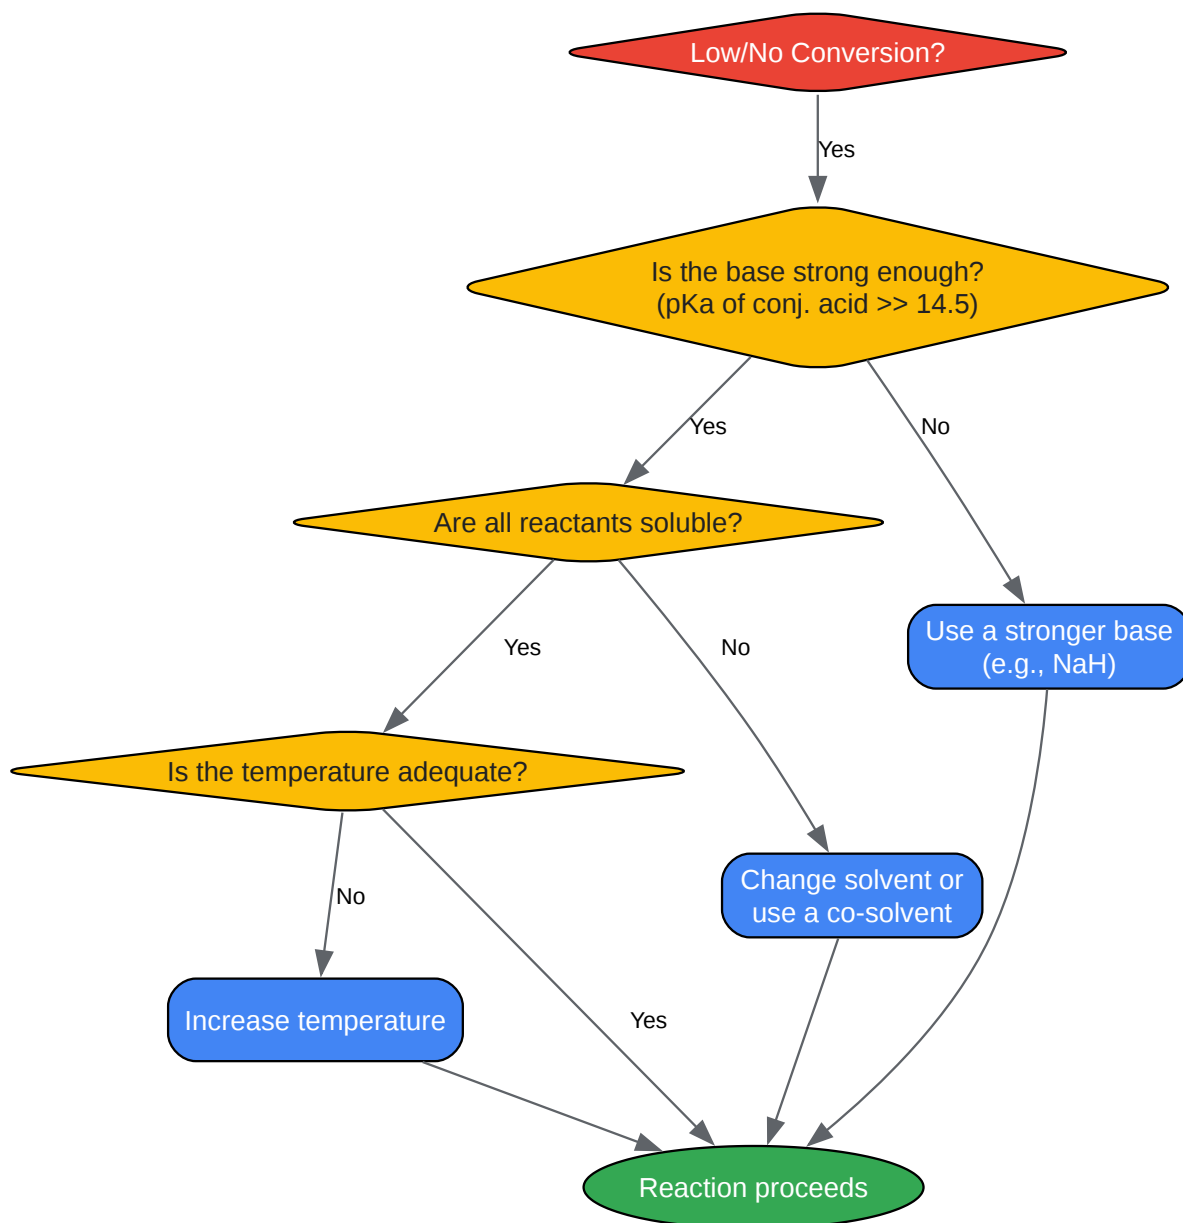 Low/No Conversion?
Yes
Is the base strong enough?
(pKa of conj. acid >> 14.5)
Yes
No
Are all reactants soluble?
Use a stronger base
(e.g., NaH)
Yes
No
Is the temperature adequate?
Change solvent or
use a co-solvent
No
Increase temperature
Yes
Reaction proceeds